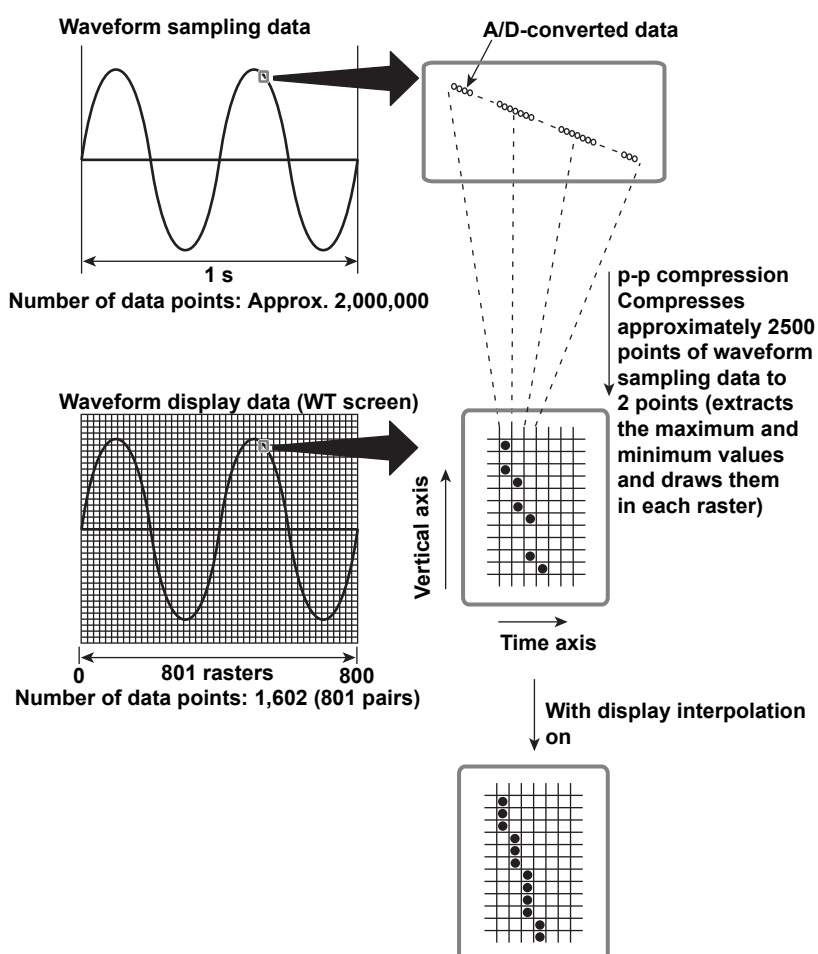 Waveform sampling data
A/D-converted data
1 s
Number of data points: Approx. 2,000,000
p-p compression
Compresses
approximately 2500
points of waveform
sampling data to
2 points (extracts
the maximum and
minimum values
and draws them
in each raster)
Waveform display data (WT screen)
Vertical axis
Time axis
0 801 rasters 800
Number of data points: 1,602 (801 pairs)
With display interpolation
on